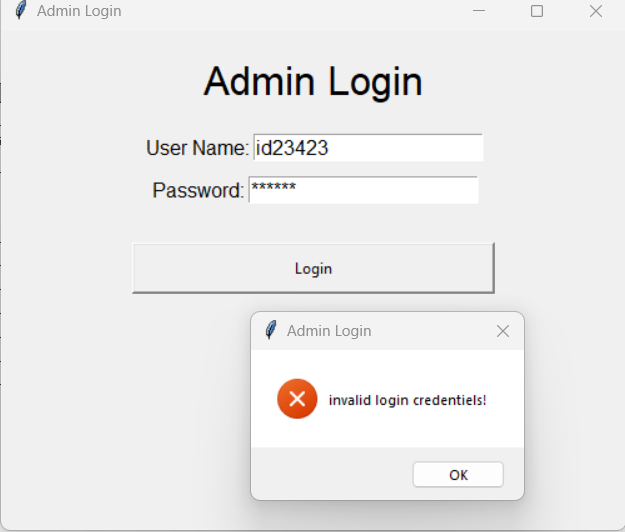 Admin Login
Admin Login
User Name: id23423
Password: ******
Login
Admin Login
invalid login credentiels!
OK